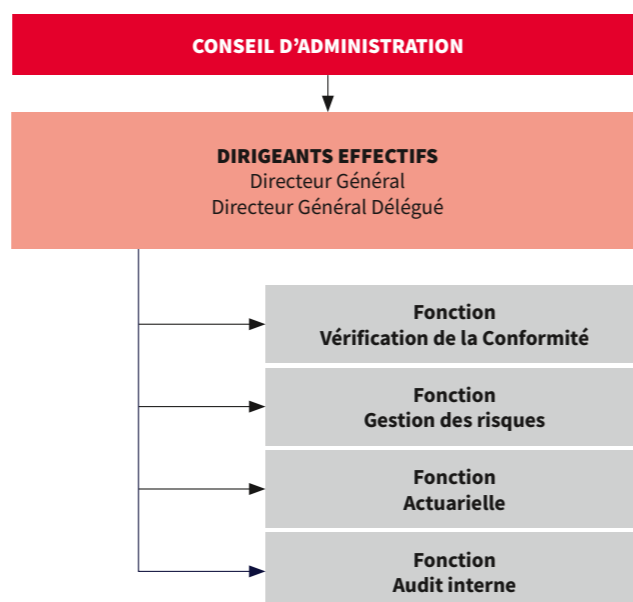 CONSEIL D’ADMINISTRATION
DIRIGEANTS EFFECTIFS
Directeur Général
Directeur Général Délégué
Fonction
Vérification de la Conformité
Fonction
Gestion des risques
Fonction
Actuarielle
Fonction
Audit interne